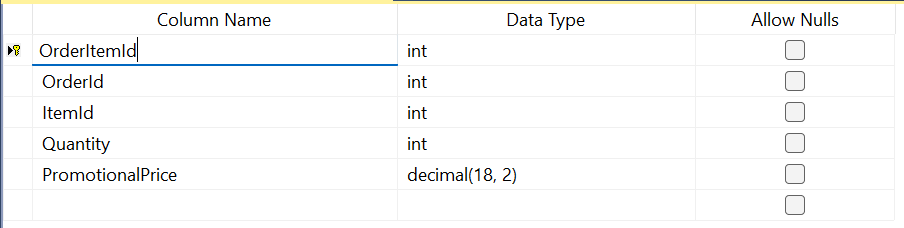 Column Name Data Type Allow Nulls
OrderItemId int
OrderId int
ItemId int
Quantity int
PromotionalPrice decimal(18, 2)